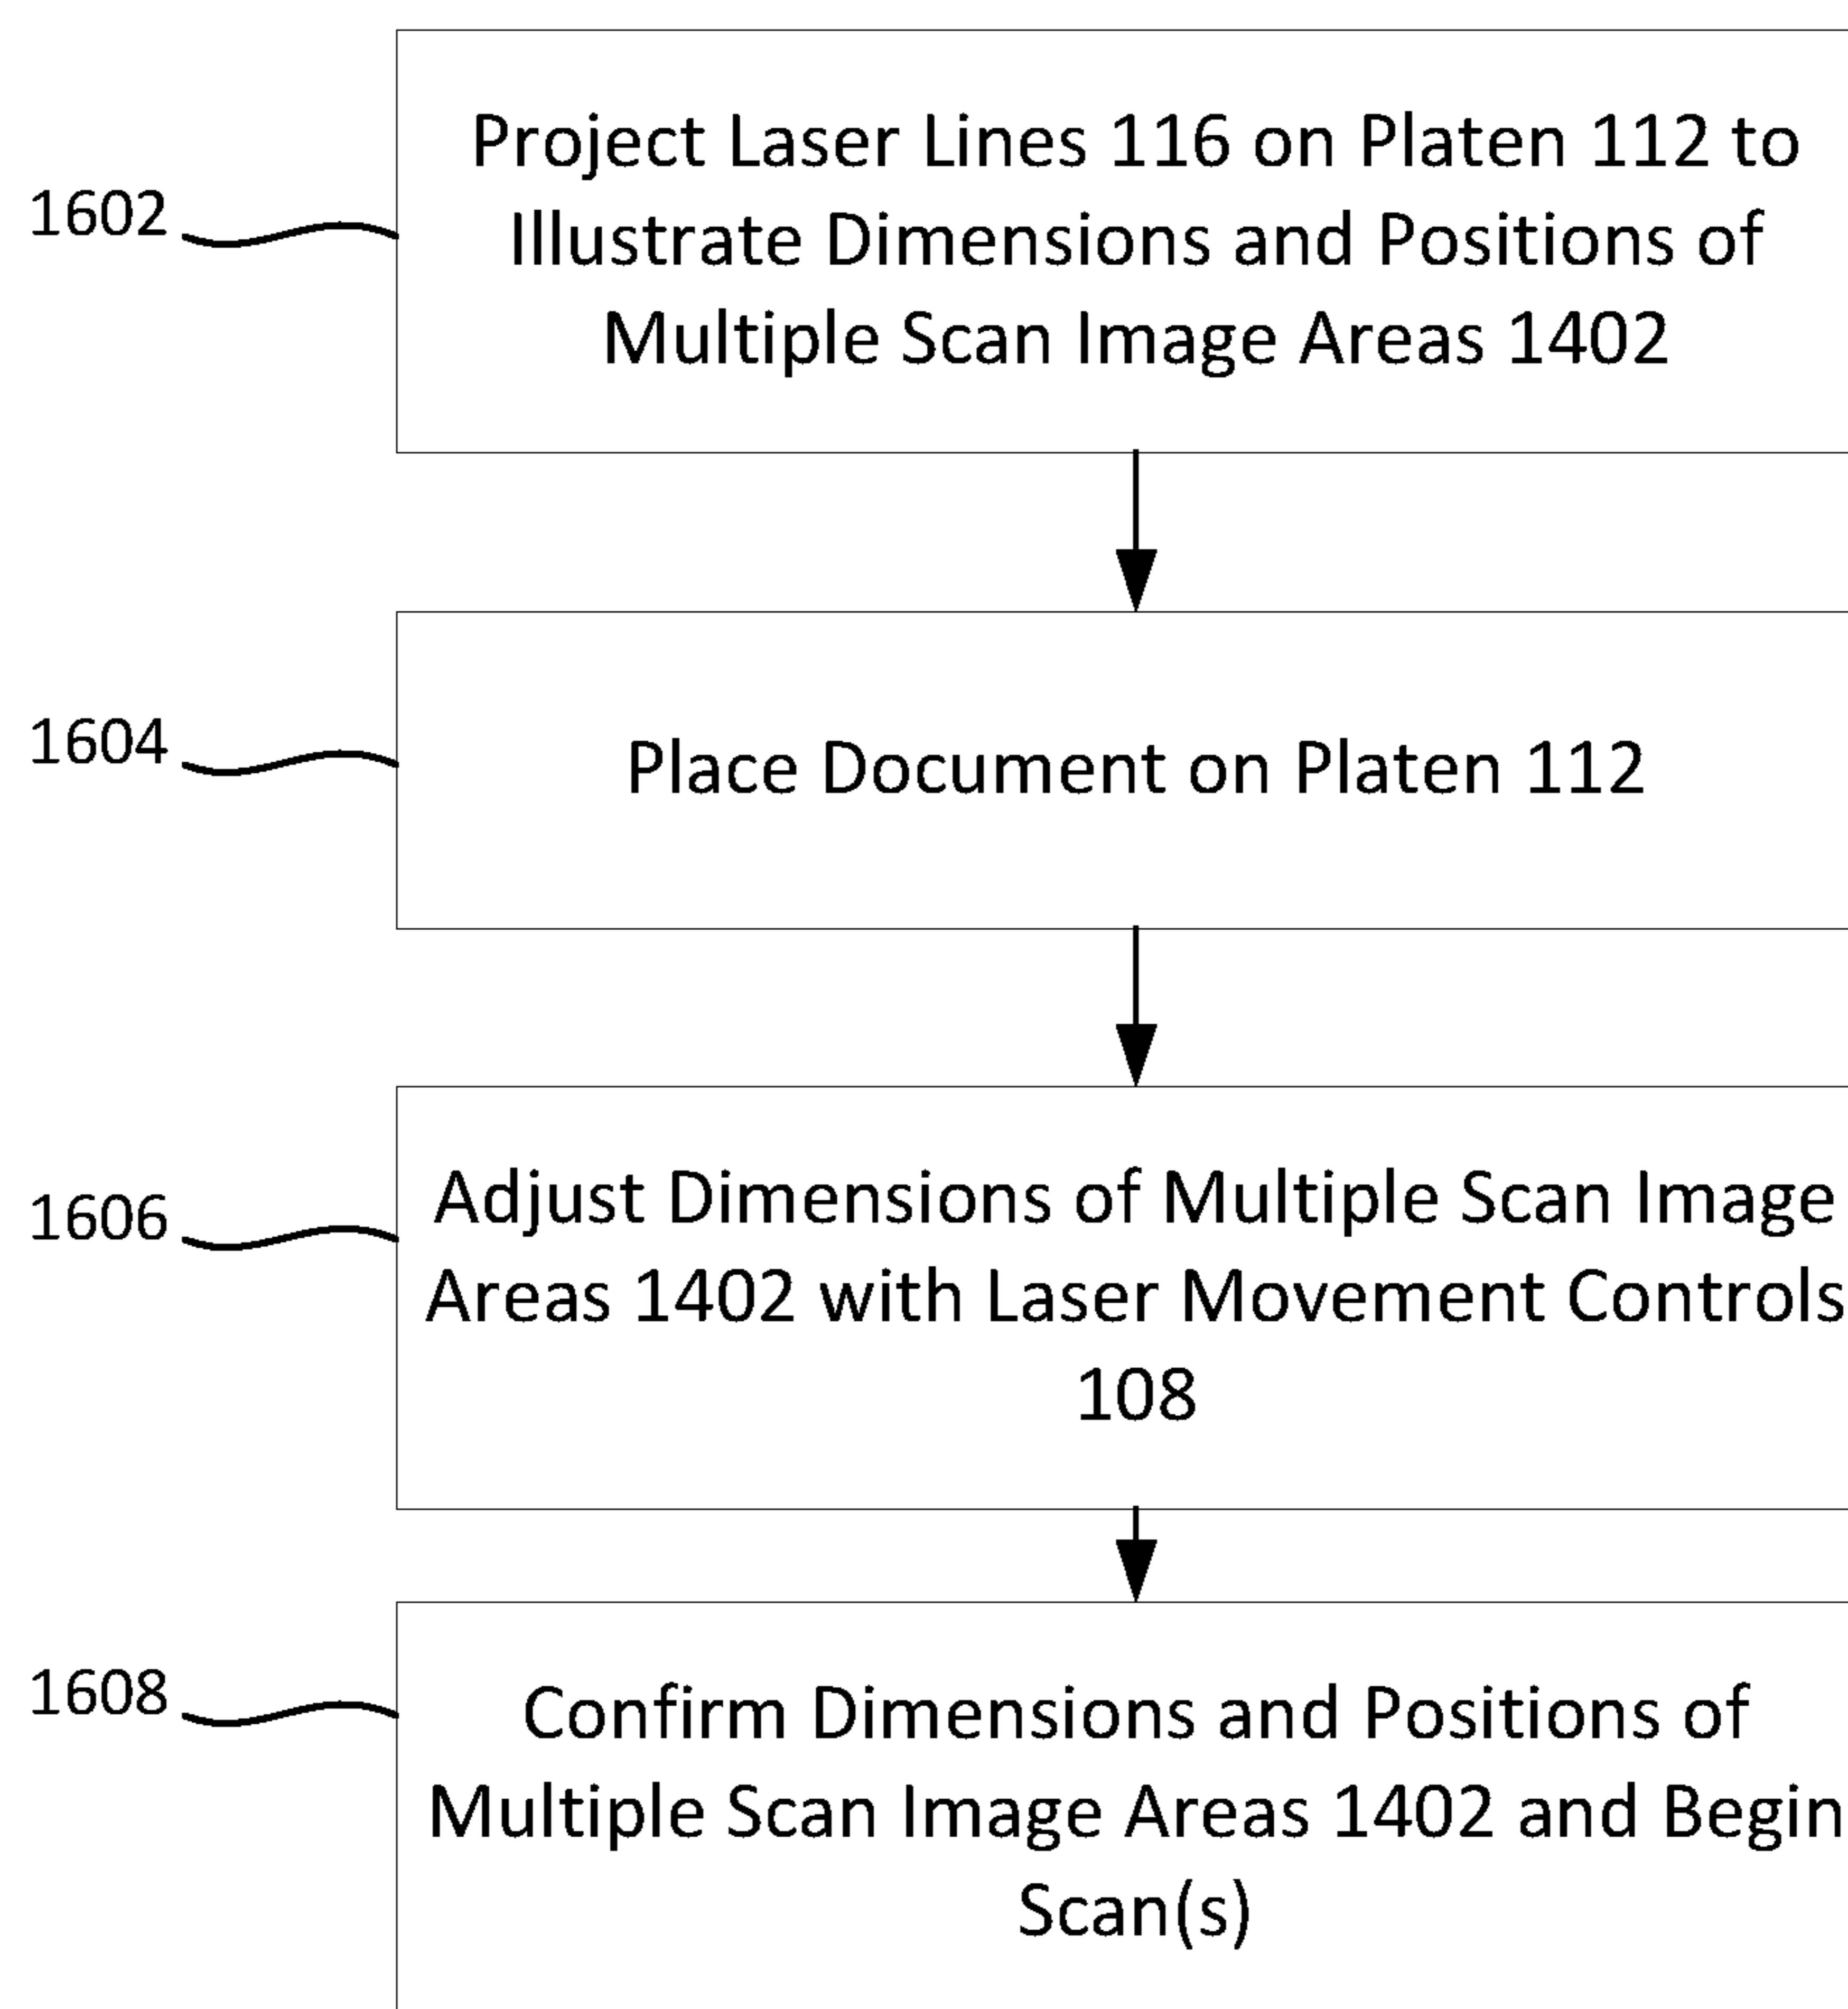 1602
Project Laser Lines 116 on Platen 112 to
Illustrate Dimensions and Positions of
Multiple Scan Image Areas 1402
1604
Place Document on Platen 112
1606
Adjust Dimensions of Multiple Scan Image
Areas 1402 with Laser Movement Controls
108
1608
Confirm Dimensions and Positions of
Multiple Scan Image Areas 1402 and Begin
Scan(s)